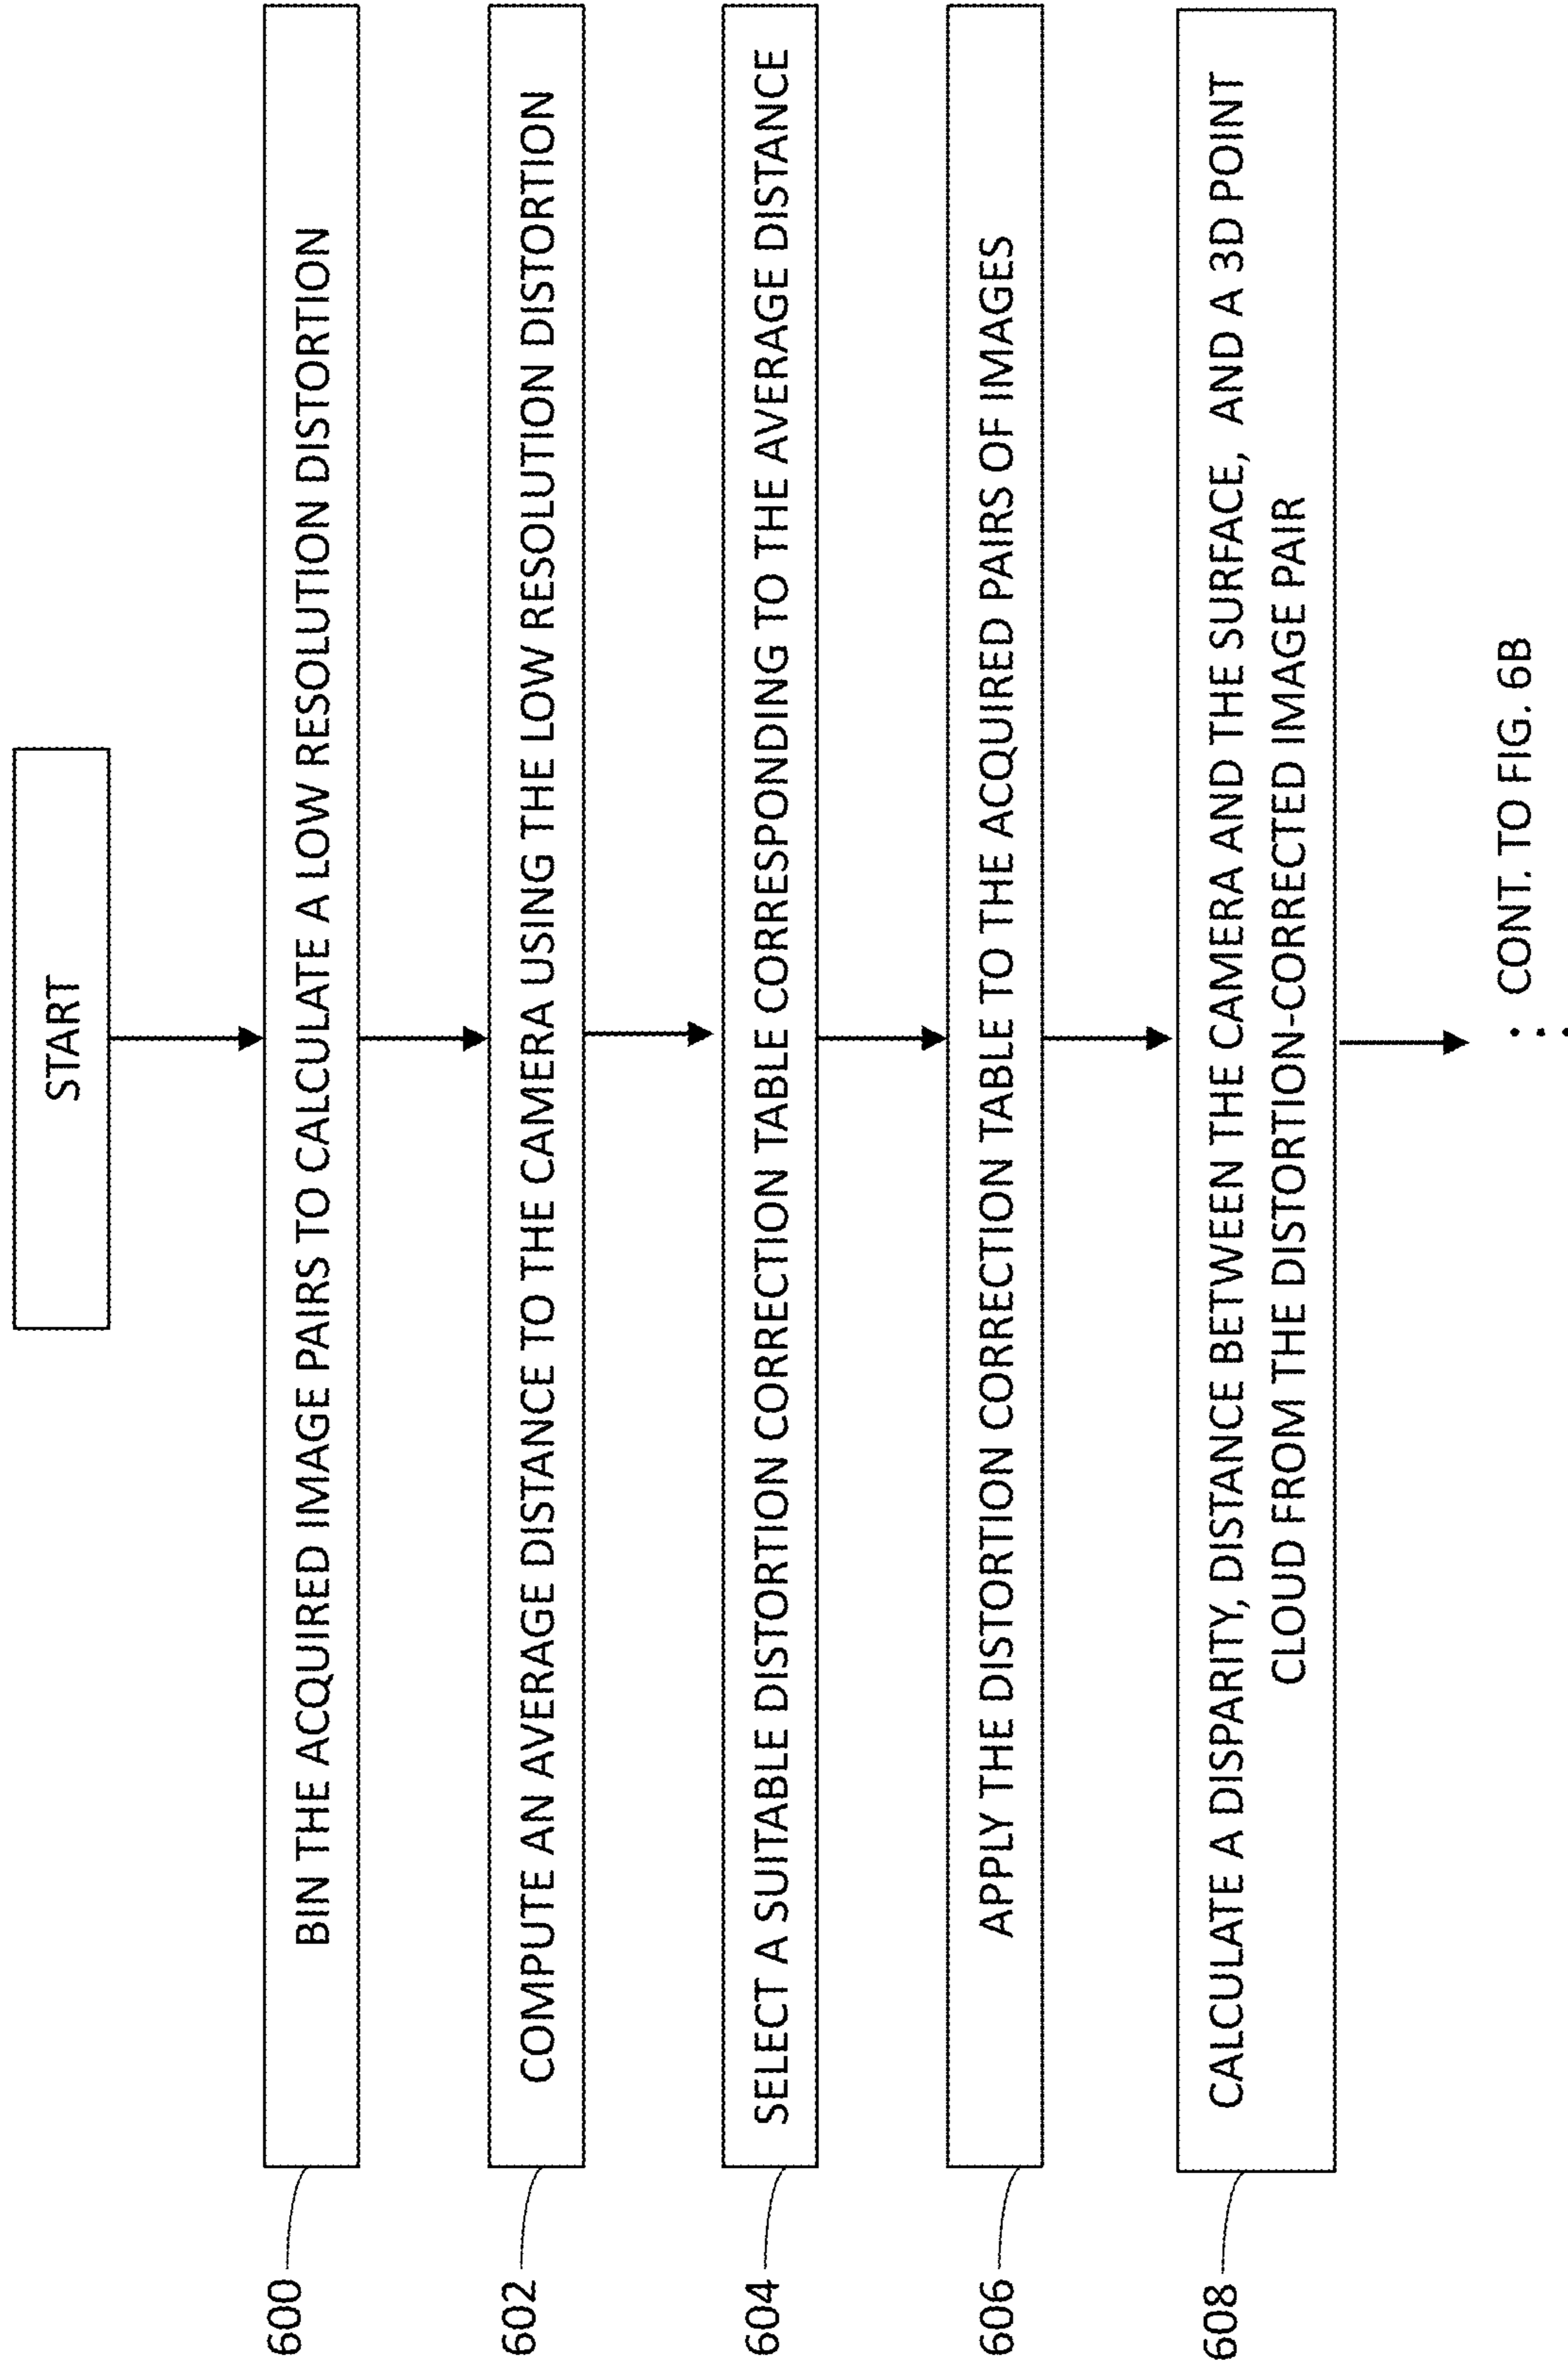 START
600
BIN THE ACQUIRED IMAGE PAIRS TO CALCULATE A LOW RESOLUTION DISTORTION
602
COMPUTE AN AVERAGE DISTANCE TO THE CAMERA USING THE LOW RESOLUTION DISTORTION
604
SELECT A SUITABLE DISTORTION CORRECTION TABLE CORRESPONDING TO THE AVERAGE DISTANCE
606
APPLY THE DISTORTION CORRECTION TABLE TO THE ACQUIRED PAIRS OF IMAGES
608
CALCULATE A DISPARITY, DISTANCE BETWEEN THE CAMERA AND THE SURFACE, AND A 3D POINT
CLOUD FROM THE DISTORTION-CORRECTED IMAGE PAIR
CONT. TO FIG. 6B